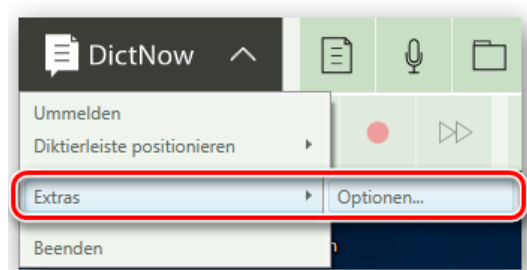 DictNow
Ummelden
Diktierleiste positionieren
Extras
Optionen...
Beenden